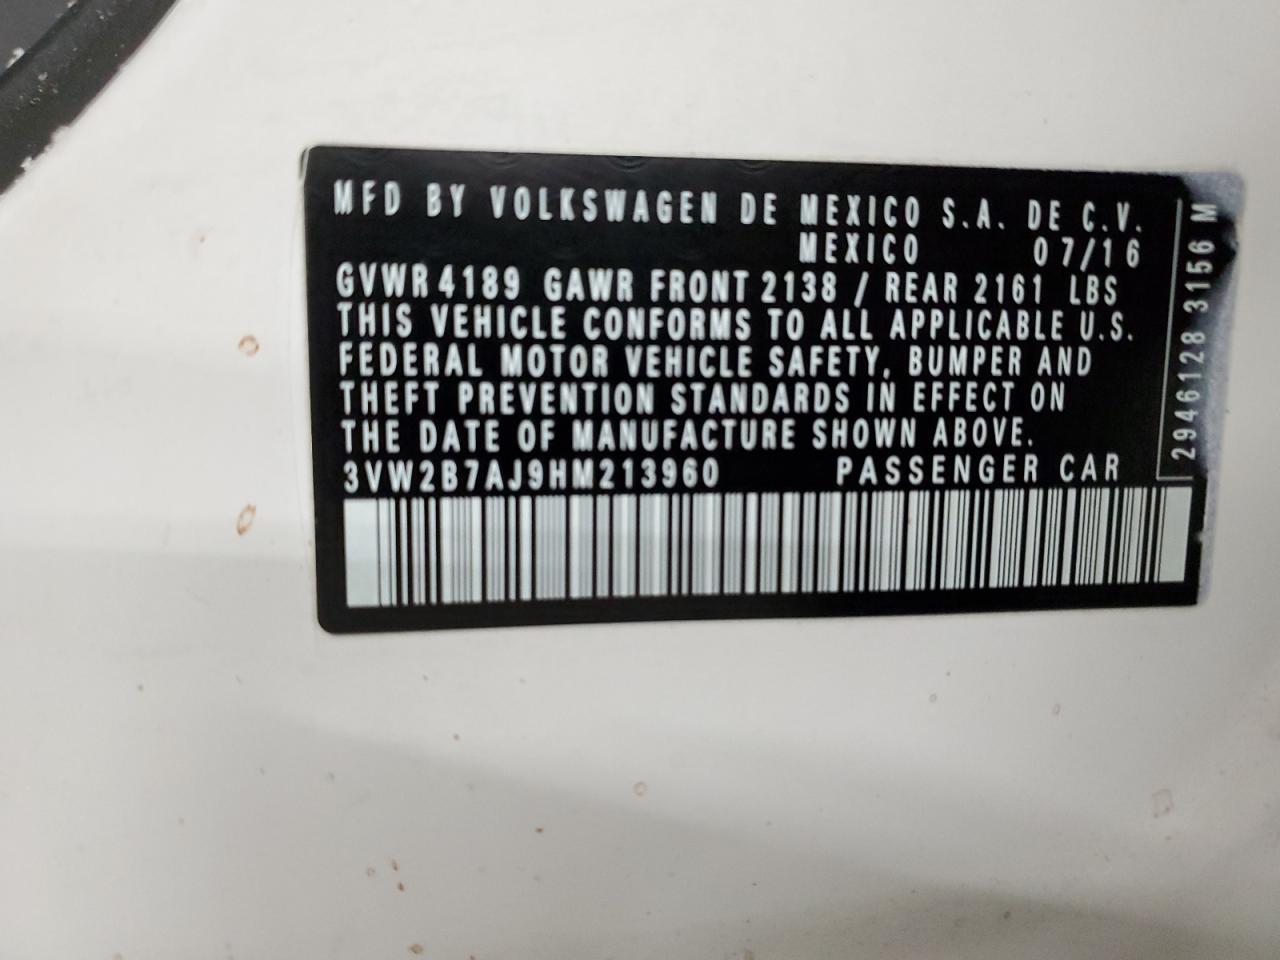 MFD BY VOLKSWAGEN DE MEXICO S.A. DE C.V.
MEXICO 07/16
GVWR 4189 GAWR FRONT 2138 / REAR 2161 LBS
THIS VEHICLE CONFORMS TO ALL APPLICABLE U.S.
FEDERAL MOTOR VEHICLE SAFETY, BUMPER AND
THEFT PREVENTION STANDARDS IN EFFECT ON
THE DATE OF MANUFACTURE SHOWN ABOVE.
3VW2B7AJ9HM213960 PASSENGER CAR
2946128 3156 M